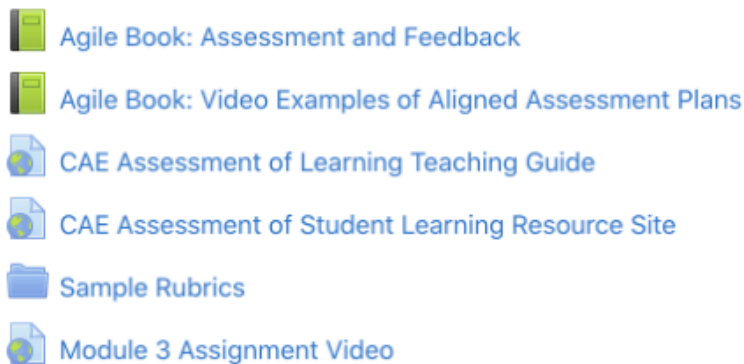 Agile Book: Assessment and Feedback
Agile Book: Video Examples of Aligned Assessment Plans
CAE Assessment of Learning Teaching Guide
CAE Assessment of Student Learning Resource Site
Sample Rubrics
Module 3 Assignment Video